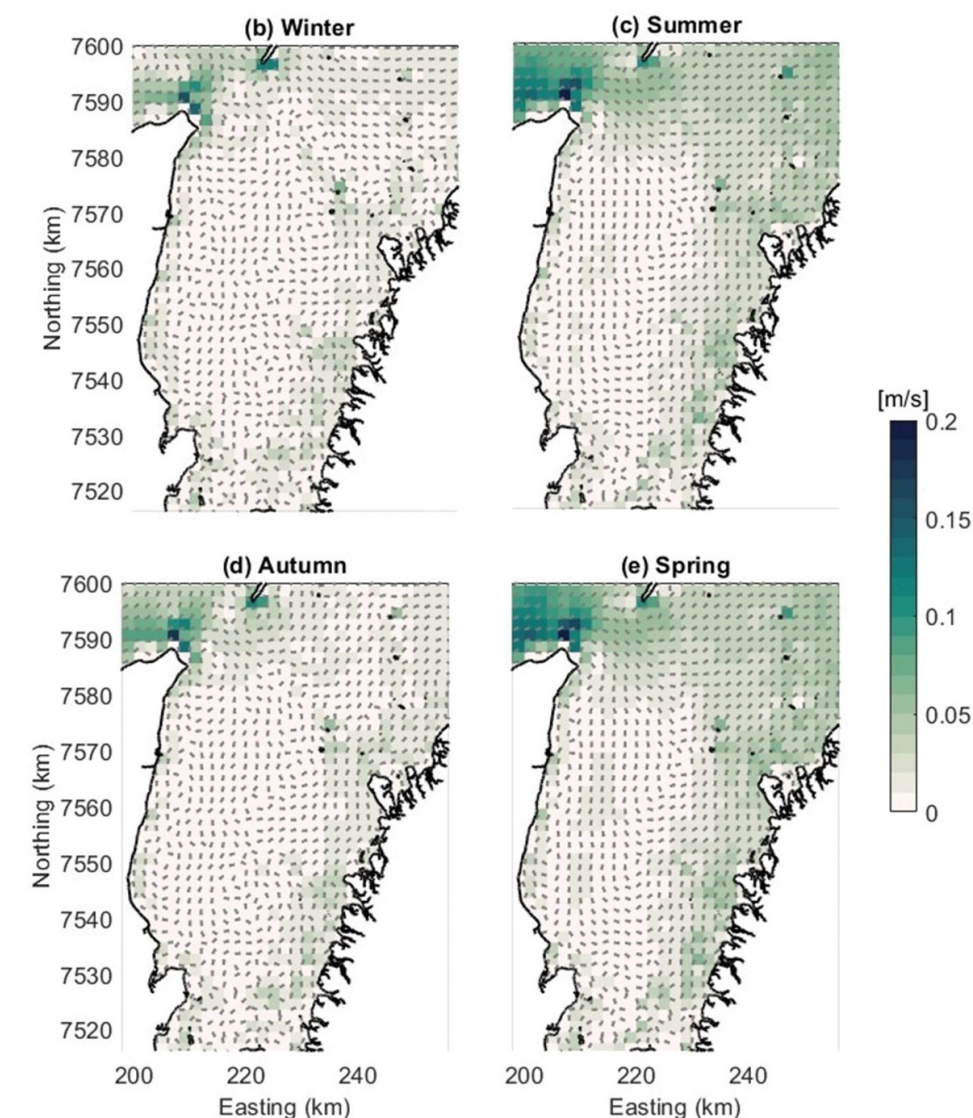 (b) Winter
(c) Summer
7600
7590
7580
7570
7560
7550
7540
7530
7520
Northing (km)
[m/s]
0.2
0.15
0.1
0.05
0
(d) Autumn
(e) Spring
7600
7590
7580
7570
7560
7550
7540
7530
7520
Northing (km)
200 220 240
200 220 240
Easting (km)
Easting (km)